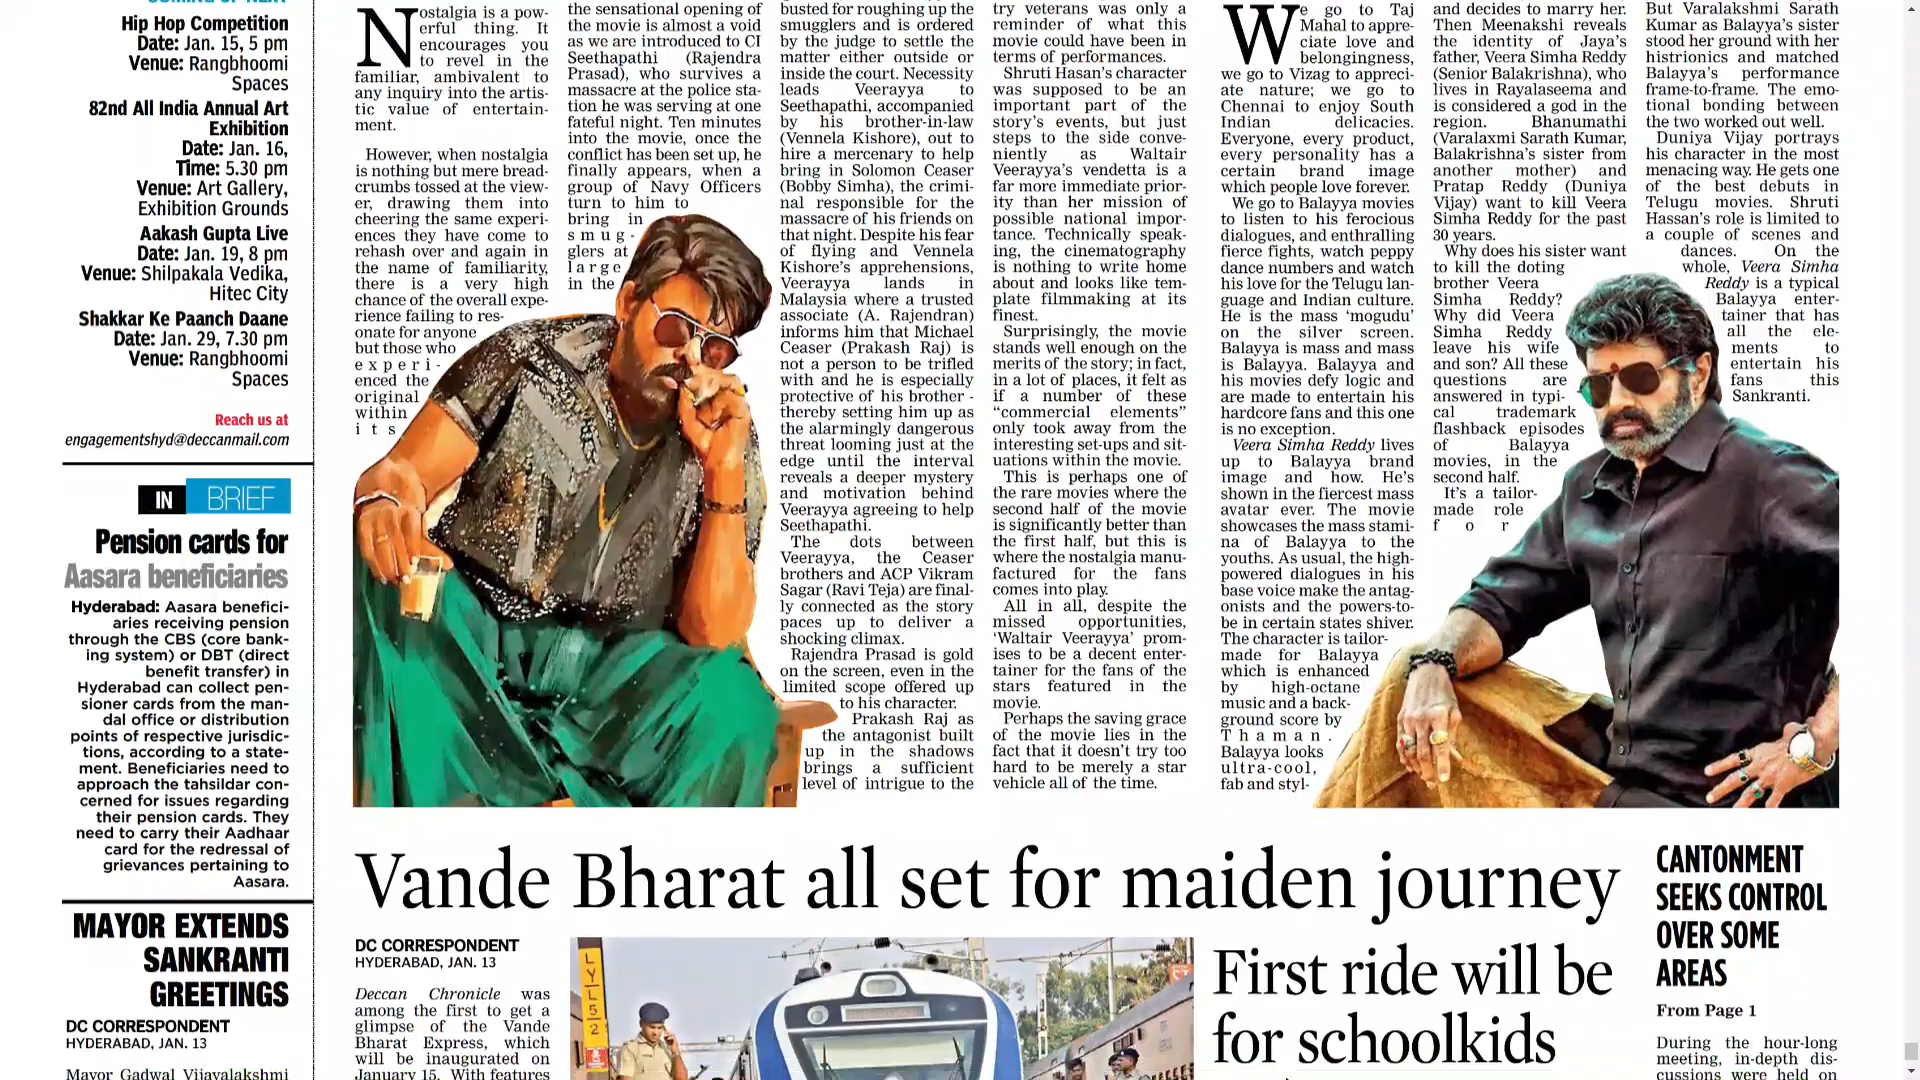 COMING UP NEXT
Hip Hop Competition
Date: Jan. 15, 5 pm
Venue: Rangbhoomi
Spaces
82nd All India Annual Art
Exhibition
Date: Jan. 16,
Time: 5.30 pm
Venue: Art Gallery,
Exhibition Grounds
Aakash Gupta Live
Date: Jan. 19, 8 pm
Venue: Shilpakala Vedika,
Hitec City
Shakkar Ke Paanch Daane
Date: Jan. 29, 7.30 pm
Venue: Rangbhoomi
Spaces
Reach us at
engagementshyd@deccanmail.com
IN BRIEF
Pension cards for
Aasara beneficiaries
Hyderabad: Aasara benefici-
aries receiving pension
through the CBS (core bank-
ing system) or DBT (direct
benefit transfer) in
Hyderabad can collect pen-
sioner cards from the man-
dal office or distribution
points of respective jurisdic-
tions, according to a state-
ment. Beneficiaries need to
approach the tahsildar con-
cerned for issues regarding
their pension cards. They
need to carry their Aadhaar
card for the redressal of
grievances pertaining to
Aasara.
MAYOR EXTENDS
SANKRANTI
GREETINGS
DC CORRESPONDENT
HYDERABAD, JAN. 13
Mayor Gadwal Vijayalakshmi
Nostalgia is a pow-
erful thing. It
encourages you
to revel in the
familiar, ambivalent to
any inquiry into the artis-
tic value of entertain-
ment.
However, when nostalgia
is nothing but mere bread-
crumbs tossed at the view-
er, drawing them into
cheering the same experi-
ences they have come to
rehash over and again in
the name of familiarity,
there is a very high
chance of the overall expe-
rience failing to res-
onate for anyone
but those who
experi-
enced the
original
within
its
the sensational opening of
the movie is almost a void
as we are introduced to CI
Seethapathi (Rajendra
Prasad), who survives a
massacre at the police sta-
tion he was serving at one
fateful night. Ten minutes
into the movie, once the
conflict has been set up, he
finally appears, when a
group of Navy Officers
turn to him to
bring in
smug-
glers at
large
in the
busted for roughing up the
smugglers and is ordered
by the judge to settle the
matter either outside or
inside the court. Necessity
leads Veerayya to
Seethapathi, accompanied
by his brother-in-law
(Vennela Kishore), out to
hire a mercenary to help
bring in Solomon Ceaser
(Bobby Simha), the crimi-
nal responsible for the
massacre of his friends on
that night. Despite his fear
of flying and Vennela
Kishore's apprehensions,
Veerayya lands in
Malaysia where a trusted
associate (A. Rajendran)
informs him that Michael
Ceaser (Prakash Raj) is
not a person to be trifled
with and he is especially
protective of his brother -
thereby setting him up as
the alarmingly dangerous
threat looming just at the
edge until the interval
reveals a deeper mystery
and motivation behind
Veerayya agreeing to help
Seethapathi.
The dots between
Veerayya, the Ceaser
brothers and ACP Vikram
Sagar (Ravi Teja) are final-
ly connected as the story
paces up to deliver a
shocking climax.
Rajendra Prasad is gold
on the screen, even in the
limited scope offered up
to his character.
Prakash Raj as
the antagonist built
up in the shadows
brings a sufficient
level of intrigue to the
try veterans was only a
reminder of what this
movie could have been in
terms of performances.
Shruti Hasan's character
was supposed to be an
important part of the
story's events, but just
steps to the side conve-
niently as Waltair
Veerayya's vendetta is a
far more immediate prior-
ity than her mission of
possible national impor-
tance. Technically speak-
ing, the cinematography
is nothing to write home
about and looks like tem-
plate filmmaking at its
finest.
Surprisingly, the movie
stands well enough on the
merits of the story; in fact,
in a lot of places, it felt as
if a number of these
“commercial elements”
only took away from the
interesting set-ups and sit-
uations within the movie.
This is perhaps one of
the rare movies where the
second half of the movie
is significantly better than
the first half, but this is
where the nostalgia manu-
factured for the fans
comes into play.
All in all, despite the
missed opportunities,
‘Waltair Veerayya’ prom-
ises to be a decent enter-
tainer for the fans of the
stars featured in the
movie.
Perhaps the saving grace
of the movie lies in the
fact that it doesn't try too
hard to be merely a star
vehicle all of the time.
We go to Taj
Mahal to appre-
ciate love and
belongingness,
we go to Vizag to appreci-
ate nature; we go to
Chennai to enjoy South
Indian delicacies.
Everyone, every product,
every personality has a
certain brand image
which people love forever.
We go to Balayya movies
to listen to his ferocious
dialogues, and enthralling
fierce fights, watch peppy
dance numbers and watch
his love for the Telugu lan-
guage and Indian culture.
He is the mass ‘mogudu’
on the silver screen.
Balayya is mass and mass
is Balayya. Balayya and
his movies defy logic and
are made to entertain his
hardcore fans and this one
is no exception.
Veera Simha Reddy lives
up to Balayya brand
image and how. He's
shown in the fiercest mass
avatar ever. The movie
showcases the mass stami-
na of Balayya to the
youths. As usual, the high-
powered dialogues in his
base voice make the antag-
onists and the powers-to-
be in certain states shiver.
The character is tailor-
made for Balayya
which is enhanced
by high-octane
music and a back-
ground score by
Thaman.
Balayya looks
ultra-cool,
fab and styl-
and decides to marry her.
Then Meenakshi reveals
the identity of Jaya's
father, Veera Simha Reddy
(Senior Balakrishna), who
lives in Rayalaseema and
is considered a god in the
region. Bhanumathi
(Varalaxmi Sarath Kumar,
Balakrishna's sister from
another mother) and
Pratap Reddy (Duniya
Vijay) want to kill Veera
Simha Reddy for the past
30 years.
Why does his sister want
to kill the doting
brother Veera
Simha Reddy?
Why did Veera
Simha Reddy
leave his wife
and son? All these
questions are
answered in typi-
cal trademark
flashback episodes
of Balayya
movies, in the
second half.
It's a tailor-
made role
for
But Varalakshmi Sarath
Kumar as Balayya's sister
stood her ground with her
histrionics and matched
Balayya's performance
frame-to-frame. The emo-
tional bonding between
the two worked out well.
Duniya Vijay portrays
his character in the most
menacing way. He gets one
of the best debuts in
Telugu movies. Shruti
Hassan's role is limited to
a couple of scenes and
dances. On the
whole, Veera Simha
Reddy is a typical
Balayya enter-
tainer that has
all the ele-
ments to
entertain his
fans this
Sankranti.
Vande Bharat all set for maiden journey
DC CORRESPONDENT
HYDERABAD, JAN. 13
Deccan Chronicle was
among the first to get a
glimpse of the Vande
Bharat Express, which
will be inaugurated on
January 15. With features
LY
L5
2
First ride will be
for schoolkids
CANTONMENT
SEEKS CONTROL
OVER SOME
AREAS
From Page 1
During the hour-long
meeting, in-depth dis-
cussions were held on